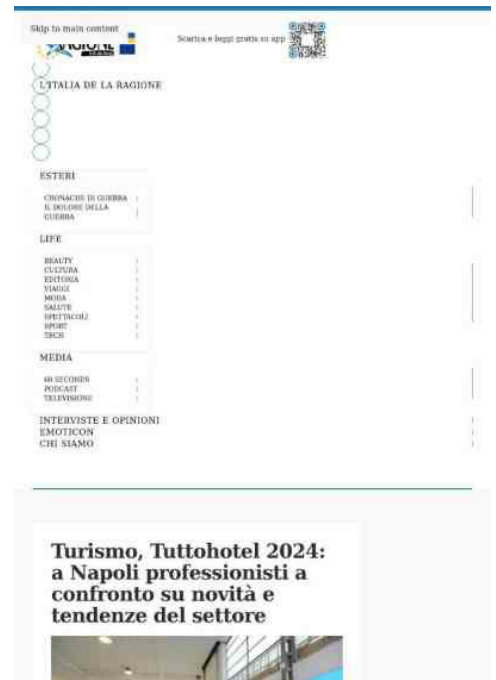 Skip to main content
Scarica e leggi gratis su app
L'ITALIA DE LA RAGIONE
ESTERI
CRONACHE DI GUERRA
IL DOLORE DELLA
GUERRA
LIFE
BEAUTY
CULTURA
EDITORIA
VIAGGI
MODA
SALUTE
SPETTACOLI
SPORT
TECH
MEDIA
60 SECONDS
PODCAST
TELEVISIONE
INTERVISTE E OPINIONI
EMOTICON
CHI SIAMO
Turismo, Tuttohotel 2024:
a Napoli professionisti a
confronto su novità e
tendenze del settore